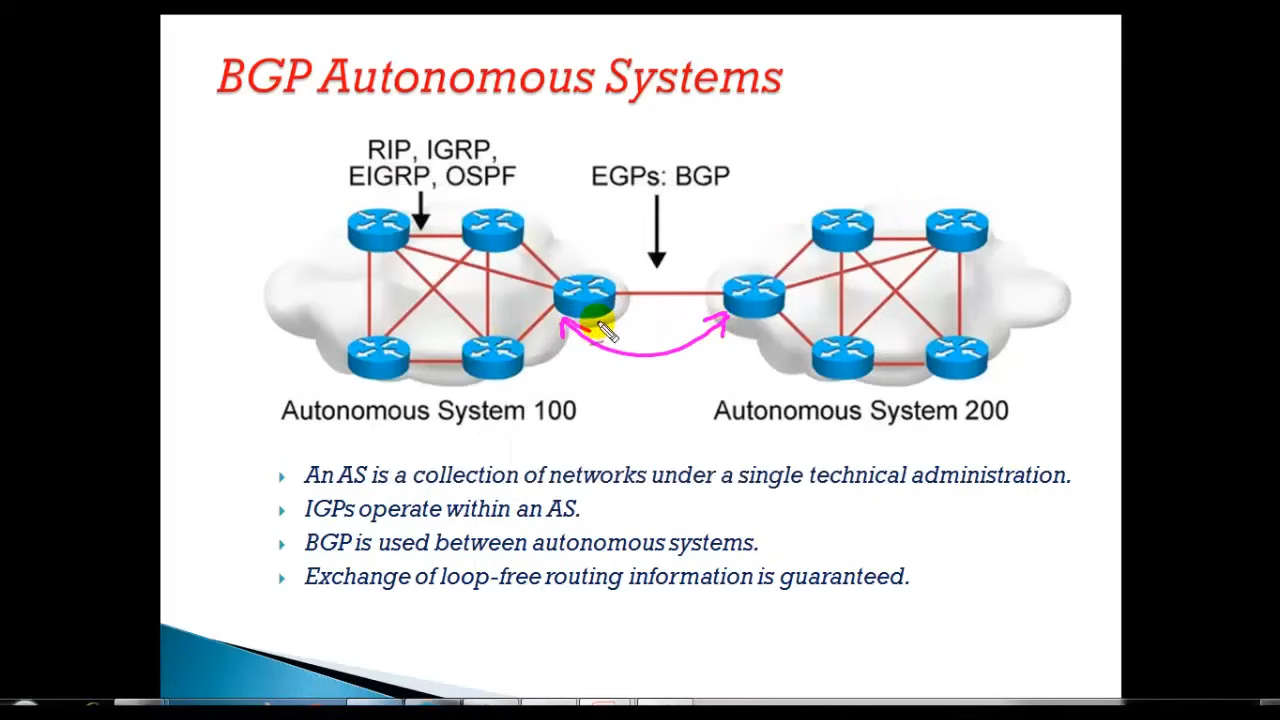 BGP Autonomous Systems
RIP, IGRP,
EIGRP, OSPF
EGPs: BGP
Autonomous System 100
Autonomous System 200
An AS is a collection of networks under a single technical administration.
IGPs operate within an AS.
BGP is used between autonomous systems.
Exchange of loop-free routing information is guaranteed.